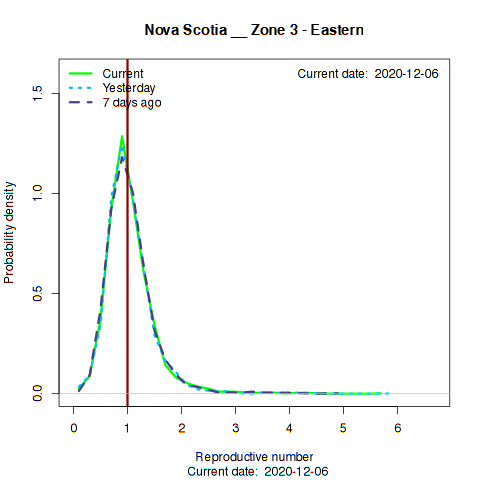 Nova Scotia __ Zone 3 - Eastern
Current
Yesterday
7 days ago
Current date: 2020-12-06
Probability density
0.0
0.5
1.0
1.5
0 1 2 3 4 5 6
Reproductive number
Current date: 2020-12-06